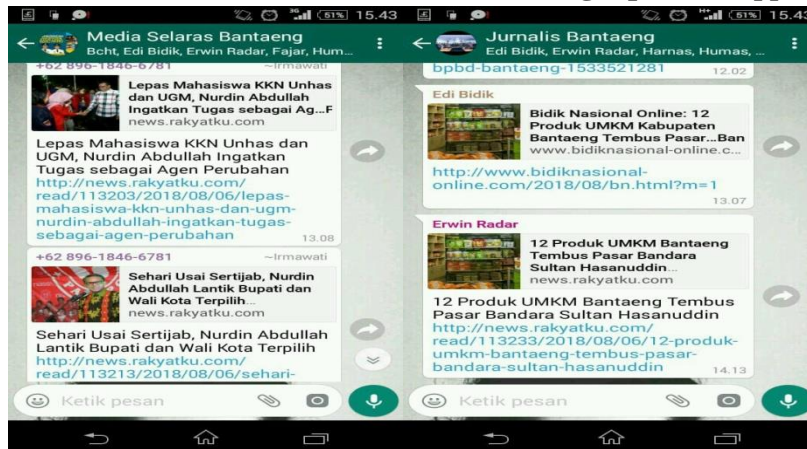 51% 15.43
Media Selaras Bantaeng
Bcht, Edi Bidik, Erwin Radar, Fajar, Hum...
+62 896-1846-6781 ~Irmawati
Lepas Mahasiswa KKN Unhas
dan UGM, Nurdin Abdullah
Ingatkan Tugas sebagai Ag...F
news.rakyatku.com
Lepas Mahasiswa KKN Unhas dan
UGM, Nurdin Abdullah Ingatkan
Tugas sebagai Agen Perubahan
http://news.rakyatku.com/
read/113203/2018/08/06/lepas-
mahasiswa-kkn-unhas-dan-ugm-
nurdin-abdullah-ingatkan-tugas-
sebagai-agen-perubahan 13.08
+62 896-1846-6781 ~Irmawati
Sehari Usai Sertijab, Nurdin
Abdullah Lantik Bupati dan
Wali Kota Terpilih...
news.rakyatku.com
Sehari Usai Sertijab, Nurdin Abdullah
Lantik Bupati dan Wali Kota Terpilih
http://news.rakyatku.com/
read/113213/2018/08/06/sehari-
Ketik pesan
51% 15.43
Jurnalis Bantaeng
Edi Bidik, Erwin Radar, Harnas, Humas, ...
bpbd-bantaeng-1533521281 12.02
Edi Bidik
Bidik Nasional Online: 12
Produk UMKM Kabupaten
Bantaeng Tembus Pasar...Ban
www.bidiknasional-online.c...
http://www.bidiknasional-
online.com/2018/08/bn.html?m=1
13.07
Erwin Radar
12 Produk UMKM Bantaeng
Tembus Pasar Bandara
Sultan Hasanuddin...
news.rakyatku.com
12 Produk UMKM Bantaeng Tembus
Pasar Bandara Sultan Hasanuddin
http://news.rakyatku.com/
read/113233/2018/08/06/12-produk-
umkm-bantaeng-tembus-pasar-
bandara-sultan-hasanuddin 14.13
Ketik pesan